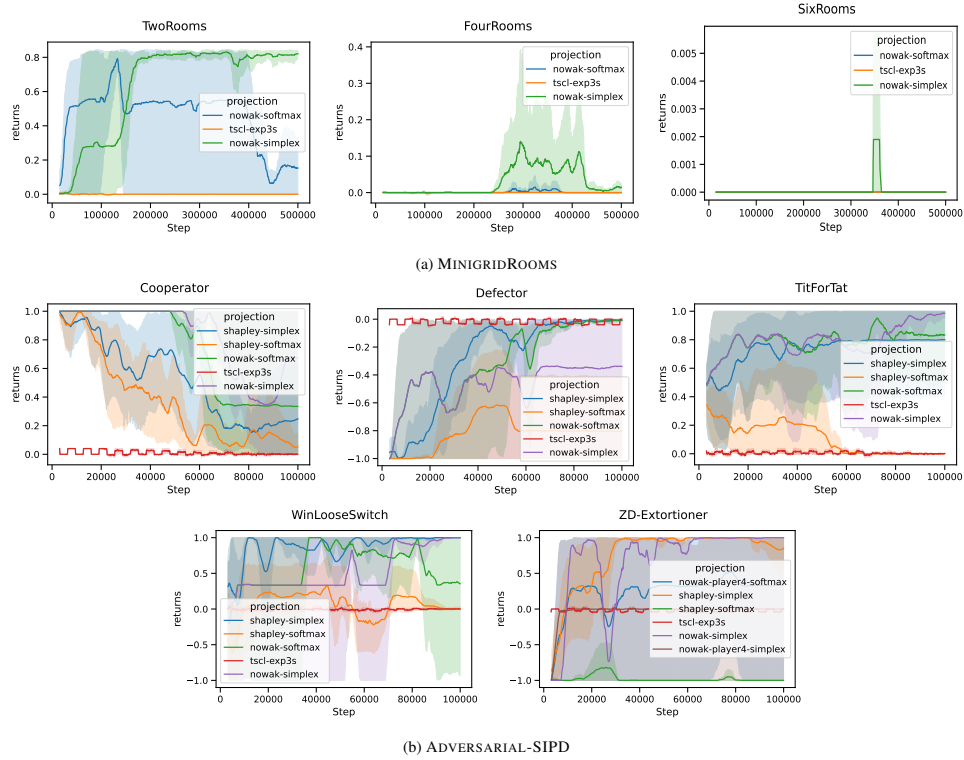 TwoRooms
0.8
0.6
0.4
0.2
0.0
returns
projection
nowak-softmax
tscl-exp3s
nowak-simplex
100000 200000 300000 400000 500000
Step
FourRooms
0.4
0.3
0.2
0.1
0.0
returns
projection
nowak-softmax
tscl-exp3s
nowak-simplex
0 100000 200000 300000 400000 500000
Step
SixRooms
0.005
0.004
0.003
0.002
0.001
0.000
returns
projection
nowak-softmax
tscl-exp3s
nowak-simplex
0 100000 200000 300000 400000 500000
Step
(a) MINIGRIDROOMS
Cooperator
1.0
0.8
0.6
0.4
0.2
0.0
returns
projection
shapley-simplex
shapley-softmax
nowak-softmax
tscl-exp3s
nowak-simplex
0 20000 40000 60000 80000 100000
Step
Defector
0.0
−0.2
−0.4
−0.6
−0.8
−1.0
returns
projection
shapley-simplex
shapley-softmax
nowak-softmax
tscl-exp3s
nowak-simplex
0 20000 40000 60000 80000 100000
Step
TitForTat
1.0
0.8
0.6
0.4
0.2
0.0
returns
projection
shapley-simplex
shapley-softmax
nowak-softmax
tscl-exp3s
nowak-simplex
0 20000 40000 60000 80000 100000
Step
WinLooseSwitch
1.0
0.5
0.0
−0.5
−1.0
returns
projection
shapley-simplex
shapley-softmax
nowak-softmax
tscl-exp3s
nowak-simplex
0 20000 40000 60000 80000 100000
Step
ZD-Extortioner
1.0
0.5
0.0
−0.5
−1.0
returns
projection
nowak-player4-softmax
shapley-simplex
shapley-softmax
tscl-exp3s
nowak-simplex
nowak-player4-simplex
0 20000 40000 60000 80000 100000
Step
(b) ADVERSARIAL-SIPD